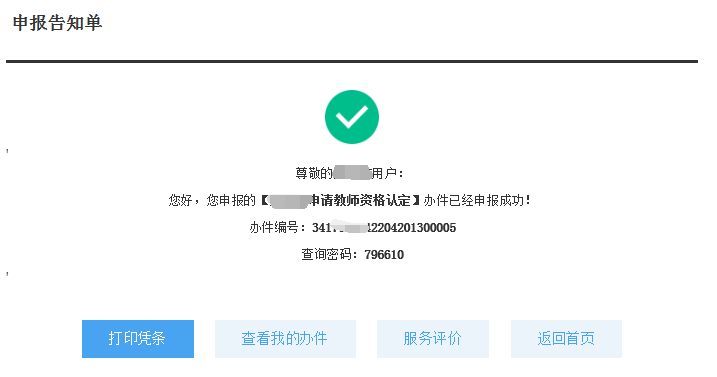 申报告知单
尊敬的 用户：
您好，您申报的【 申请教师资格认定】办件已经申报成功！
办件编号：341 2204201300005
查询密码：796610
打印凭条
查看我的办件
服务评价
返回首页